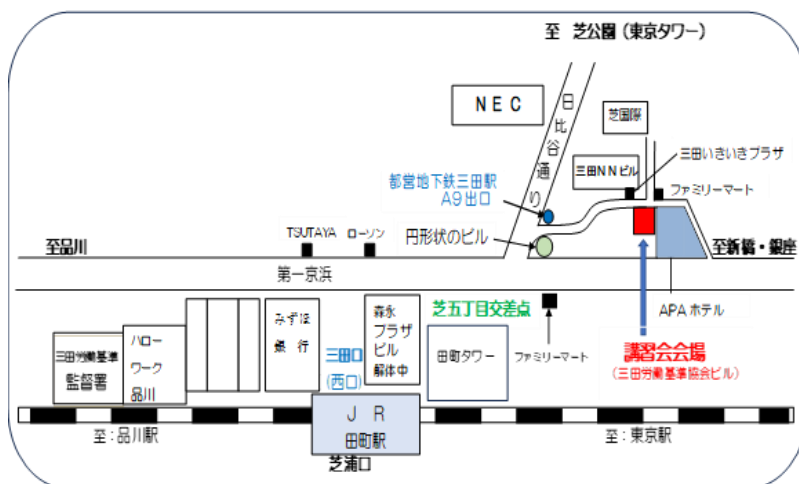 至 芝公園（東京タワー）
NEC
日比谷通り
芝国際
三田いきいきプラザ
三田NNビル
ファミリーマート
都営地下鉄三田駅
A9出口
TSUTAYA ローソン
円形状のビル
至品川
至新橋・銀座
第一京浜
APAホテル
芝五丁目交差点
みずほ
銀行
森永
プラザ
ビル
解体中
三田口
(西口)
田町タワー
ファミリーマート
講習会会場
(三田労働基準協会ビル)
三田労働基準
監督署
ハロー
ワーク
品川
JR
田町駅
至：品川駅
至：東京駅
芝浦口